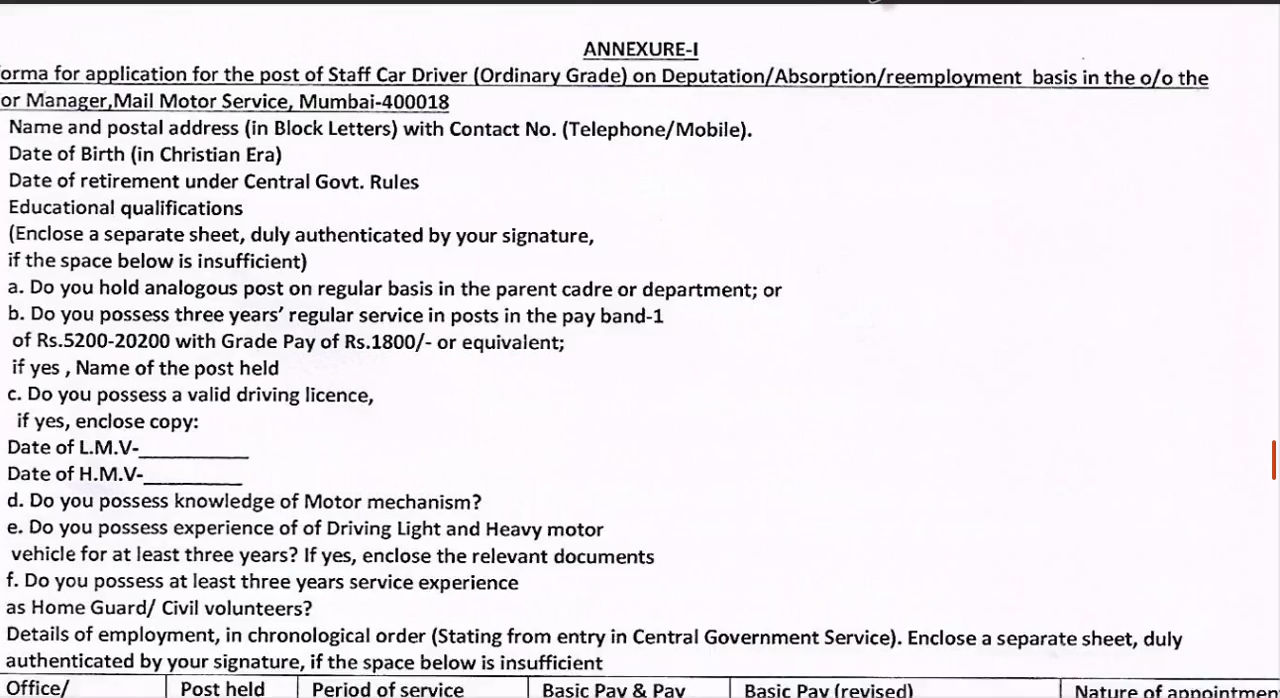 ANNEXURE-I
orma for application for the post of Staff Car Driver (Ordinary Grade) on Deputation/Absorption/reemployment basis in the o/o the
or Manager,Mail Motor Service, Mumbai-400018
Name and postal address (in Block Letters) with Contact No. (Telephone/Mobile).
Date of Birth (in Christian Era)
Date of retirement under Central Govt. Rules
Educational qualifications
(Enclose a separate sheet, duly authenticated by your signature,
if the space below is insufficient)
a. Do you hold analogous post on regular basis in the parent cadre or department; or
b. Do you possess three years' regular service in posts in the pay band-1
of Rs.5200-20200 with Grade Pay of Rs.1800/- or equivalent;
if yes , Name of the post held
c. Do you possess a valid driving licence,
if yes, enclose copy:
Date of L.M.V-__________
Date of H.M.V-_________
d. Do you possess knowledge of Motor mechanism?
e. Do you possess experience of of Driving Light and Heavy motor
vehicle for at least three years? If yes, enclose the relevant documents
f. Do you possess at least three years service experience
as Home Guard/ Civil volunteers?
Details of employment, in chronological order (Stating from entry in Central Government Service). Enclose a separate sheet, duly
authenticated by your signature, if the space below is insufficient
Office/ Post held Period of service Basic Pay & Pay Basic Pay (revised) Nature of appointmen